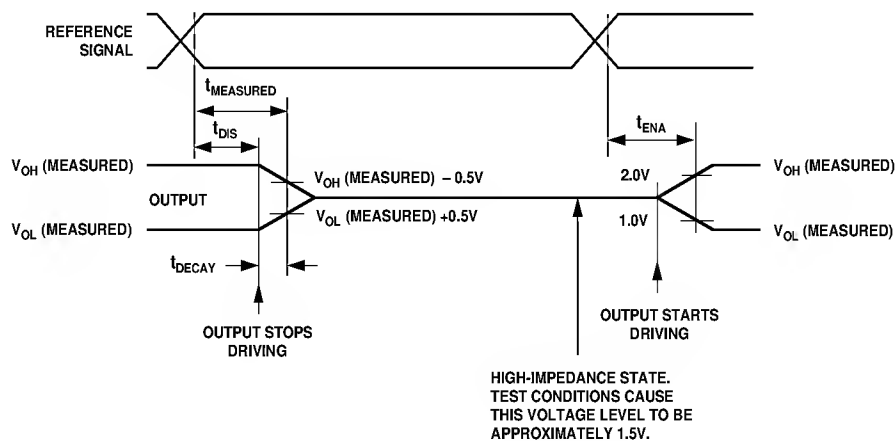 REFERENCE
SIGNAL
tMEASURED
tDIS
tENA
VOH (MEASURED)
VOH (MEASURED) – 0.5V
2.0V
VOH (MEASURED)
OUTPUT
VOL (MEASURED) +0.5V
1.0V
VOL (MEASURED)
VOL (MEASURED)
tDECAY
OUTPUT STOPS
DRIVING
OUTPUT STARTS
DRIVING
HIGH-IMPEDANCE STATE.
TEST CONDITIONS CAUSE
THIS VOLTAGE LEVEL TO BE
APPROXIMATELY 1.5V.